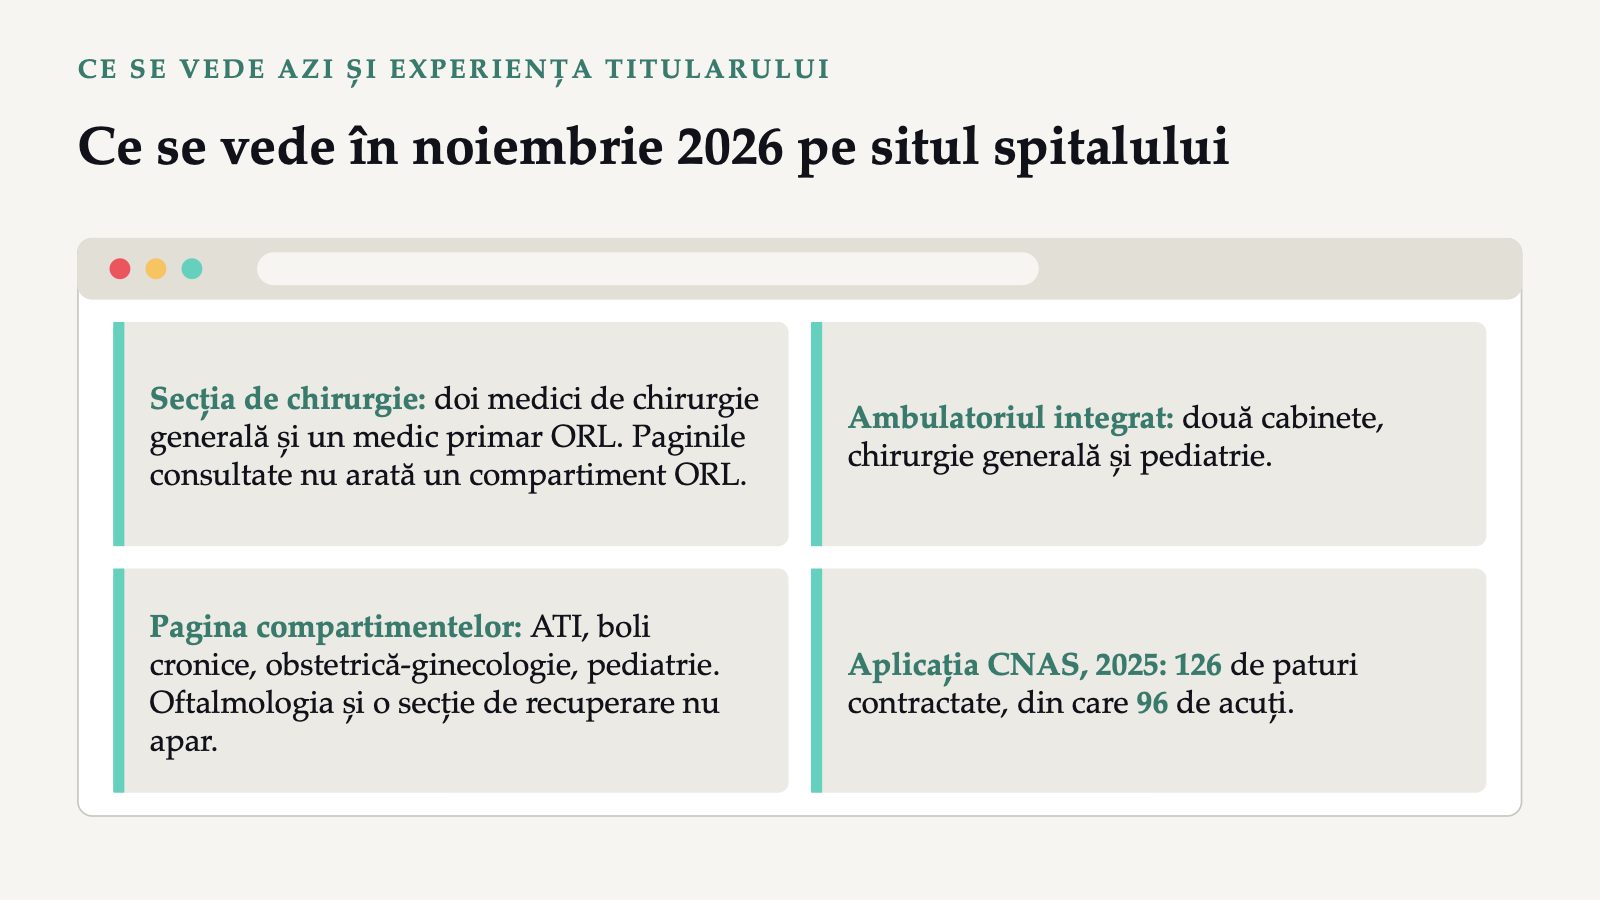 CE SE VEDE AZI ȘI EXPERIENȚA TITULARULUI
Ce se vede în noiembrie 2026 pe situl spitalului
Secția de chirurgie: doi medici de chirurgie
generală și un medic primar ORL. Paginile
consultate nu arată un compartiment ORL.
Ambulatoriul integrat: două cabinete,
chirurgie generală și pediatrie.
Pagina compartimentelor: ATI, boli
cronice, obstetrică-ginecologie, pediatrie.
Oftalmologia și o secție de recuperare nu
apar.
Aplicația CNAS, 2025: 126 de paturi
contractate, din care 96 de acuți.